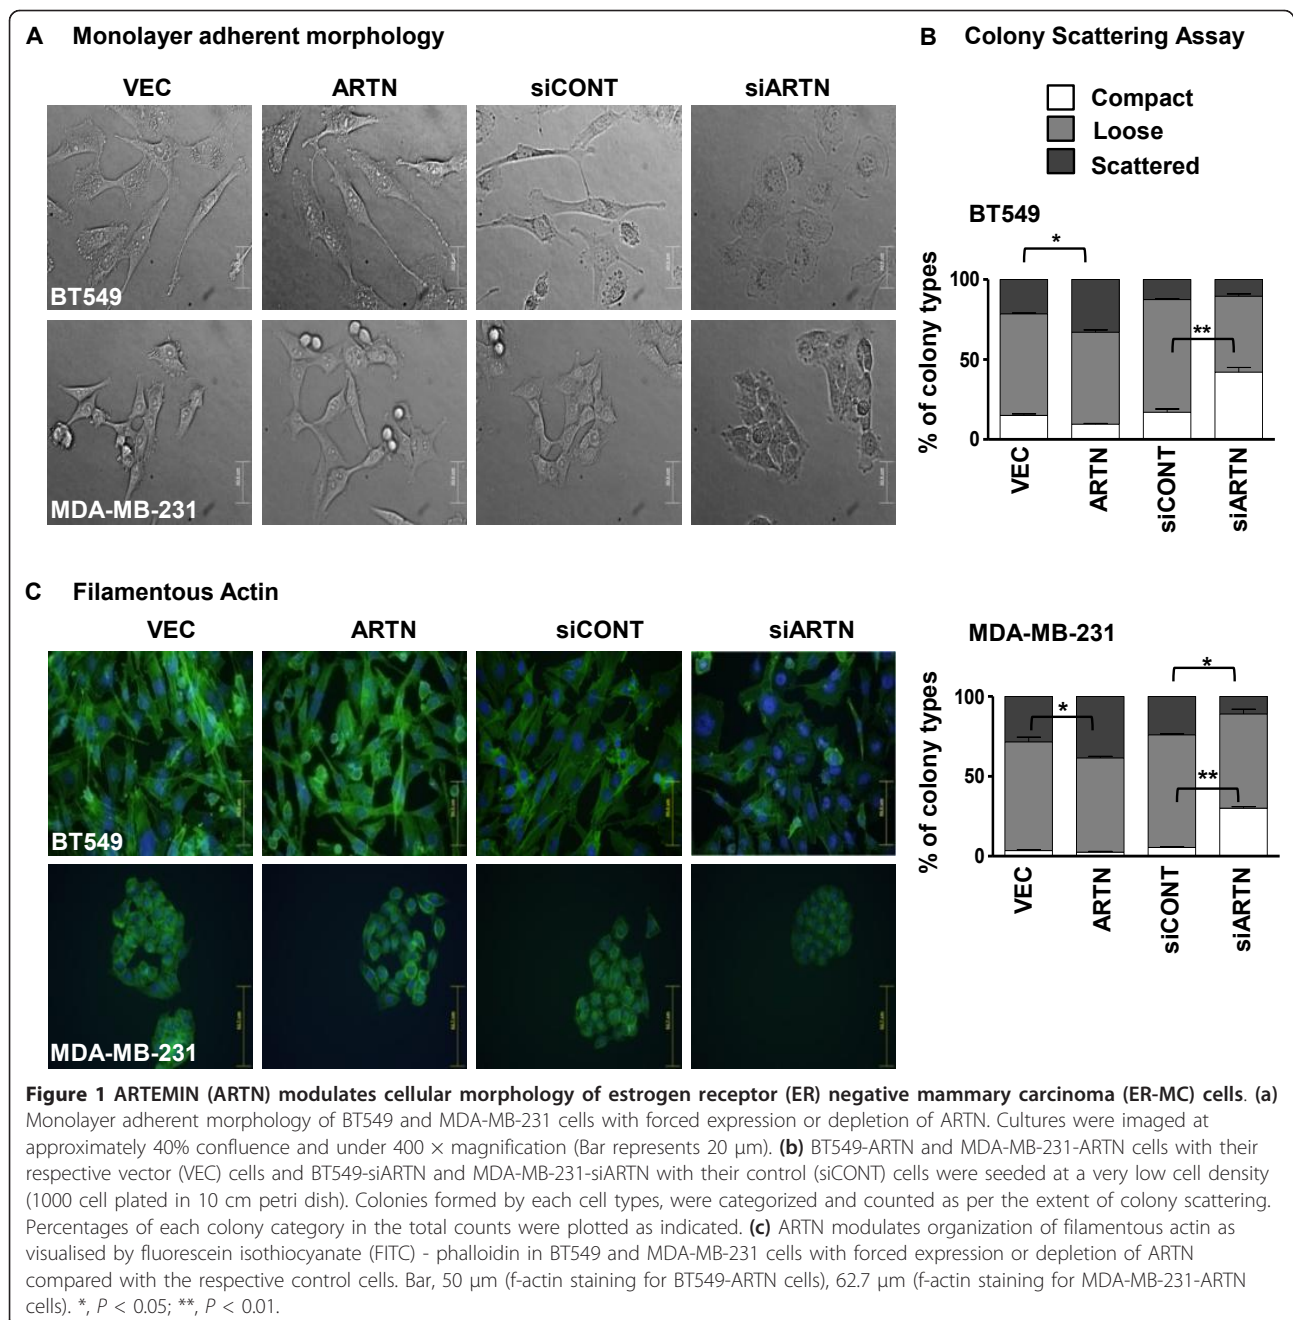 A Monolayer adherent morphology
VEC ARTN siCONT siARTN
BT549
MDA-MB-231
B Colony Scattering Assay
Compact
Loose
Scattered
BT549
*
**
100
50
0
% of colony types
VEC
ARTN
siCONT
siARTN
C Filamentous Actin
VEC ARTN siCONT siARTN
BT549
MDA-MB-231
MDA-MB-231
*
*
**
100
50
0
% of colony types
VEC
ARTN
siCONT
siARTN
Figure 1 ARTEMIN (ARTN) modulates cellular morphology of estrogen receptor (ER) negative mammary carcinoma (ER-MC) cells. (a)
Monolayer adherent morphology of BT549 and MDA-MB-231 cells with forced expression or depletion of ARTN. Cultures were imaged at
approximately 40% confluence and under 400 × magnification (Bar represents 20 μm). (b) BT549-ARTN and MDA-MB-231-ARTN cells with their
respective vector (VEC) cells and BT549-siARTN and MDA-MB-231-siARTN with their control (siCONT) cells were seeded at a very low cell density
(1000 cell plated in 10 cm petri dish). Colonies formed by each cell types, were categorized and counted as per the extent of colony scattering.
Percentages of each colony category in the total counts were plotted as indicated. (c) ARTN modulates organization of filamentous actin as
visualised by fluorescein isothiocyanate (FITC) - phalloidin in BT549 and MDA-MB-231 cells with forced expression or depletion of ARTN
compared with the respective control cells. Bar, 50 μm (f-actin staining for BT549-ARTN cells), 62.7 μm (f-actin staining for MDA-MB-231-ARTN
cells). *, P < 0.05; **, P < 0.01.